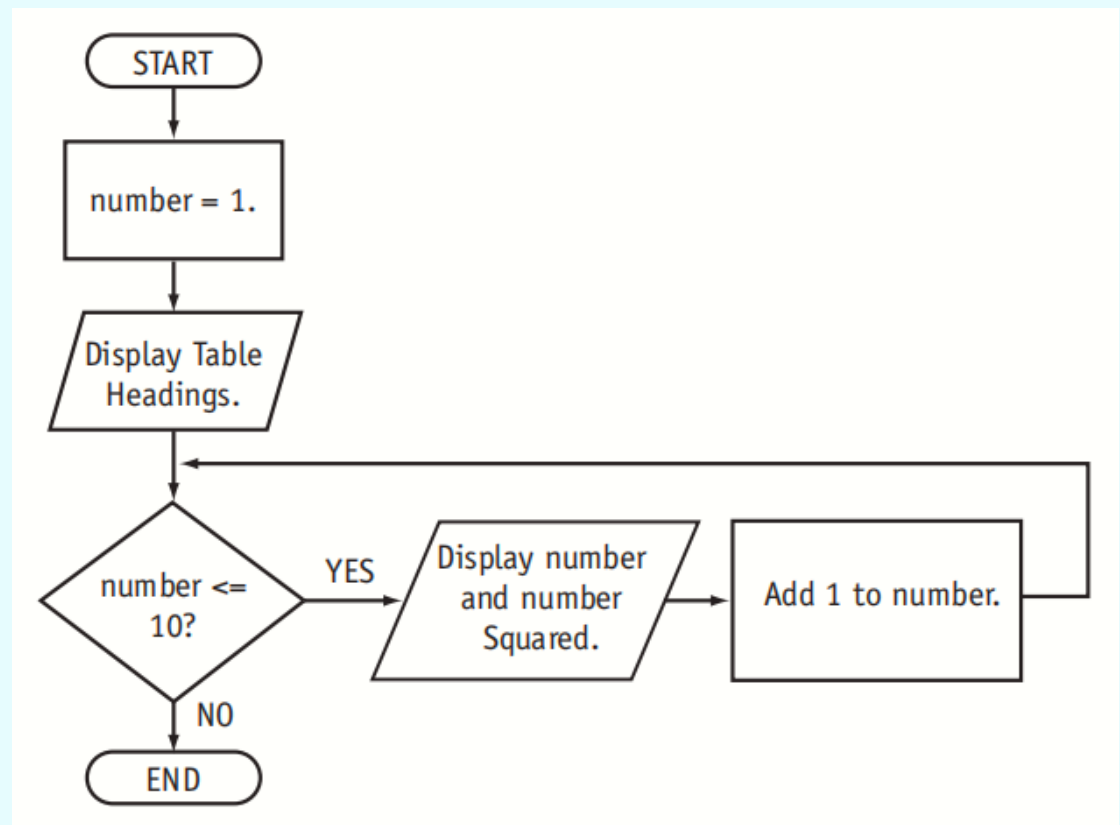 START
number = 1.
Display Table
Headings.
number <=
10?
YES
Display number
and number
Squared.
Add 1 to number.
NO
END